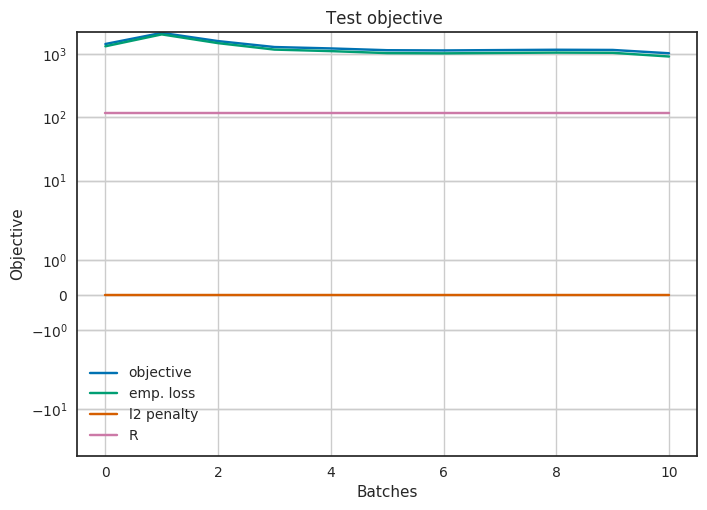 Test objective
Objective
10³
10²
10¹
10⁰
0
−10⁰
−10¹
objective
emp. loss
l2 penalty
R
0 2 4 6 8 10
Batches